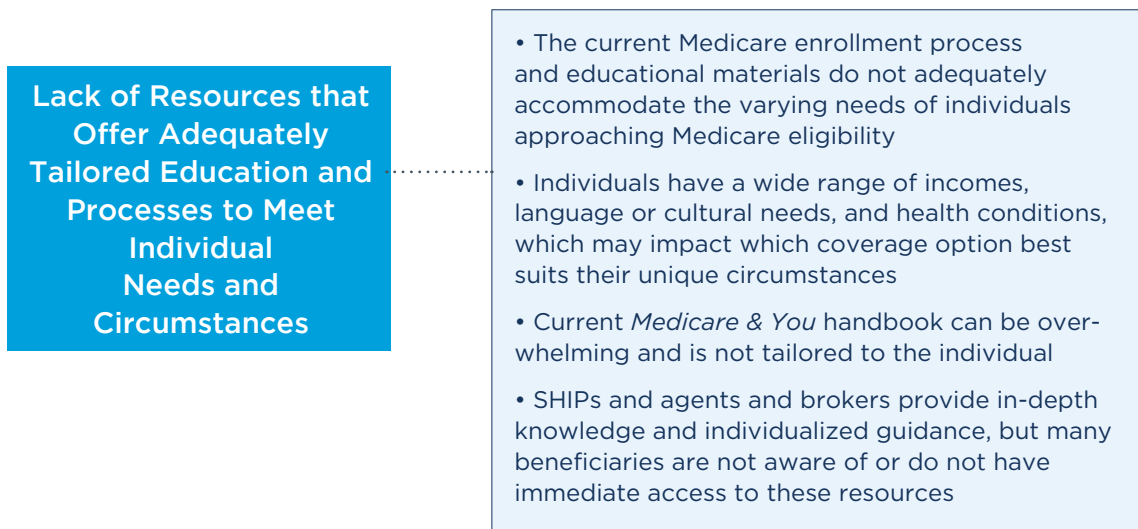 Lack of Resources that
Offer Adequately
Tailored Education and
Processes to Meet
Individual
Needs and
Circumstances
• The current Medicare enrollment process
and educational materials do not adequately
accommodate the varying needs of individuals
approaching Medicare eligibility
• Individuals have a wide range of incomes,
language or cultural needs, and health conditions,
which may impact which coverage option best
suits their unique circumstances
• Current Medicare & You handbook can be over-
whelming and is not tailored to the individual
• SHIPs and agents and brokers provide in-depth
knowledge and individualized guidance, but many
beneficiaries are not aware of or do not have
immediate access to these resources